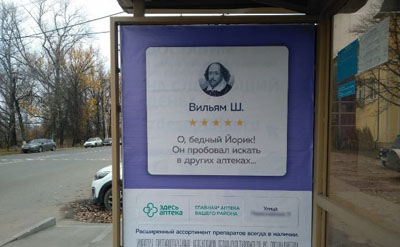 Вильям Ш.
О, бедный Йорик!
Он пробовал искать
в других аптеках...
здесь
аптека
ГЛАВНАЯ АПТЕКА
ВАШЕГО РАЙОНА
Улица
Расширенный ассортимент препаратов всегда в наличии.